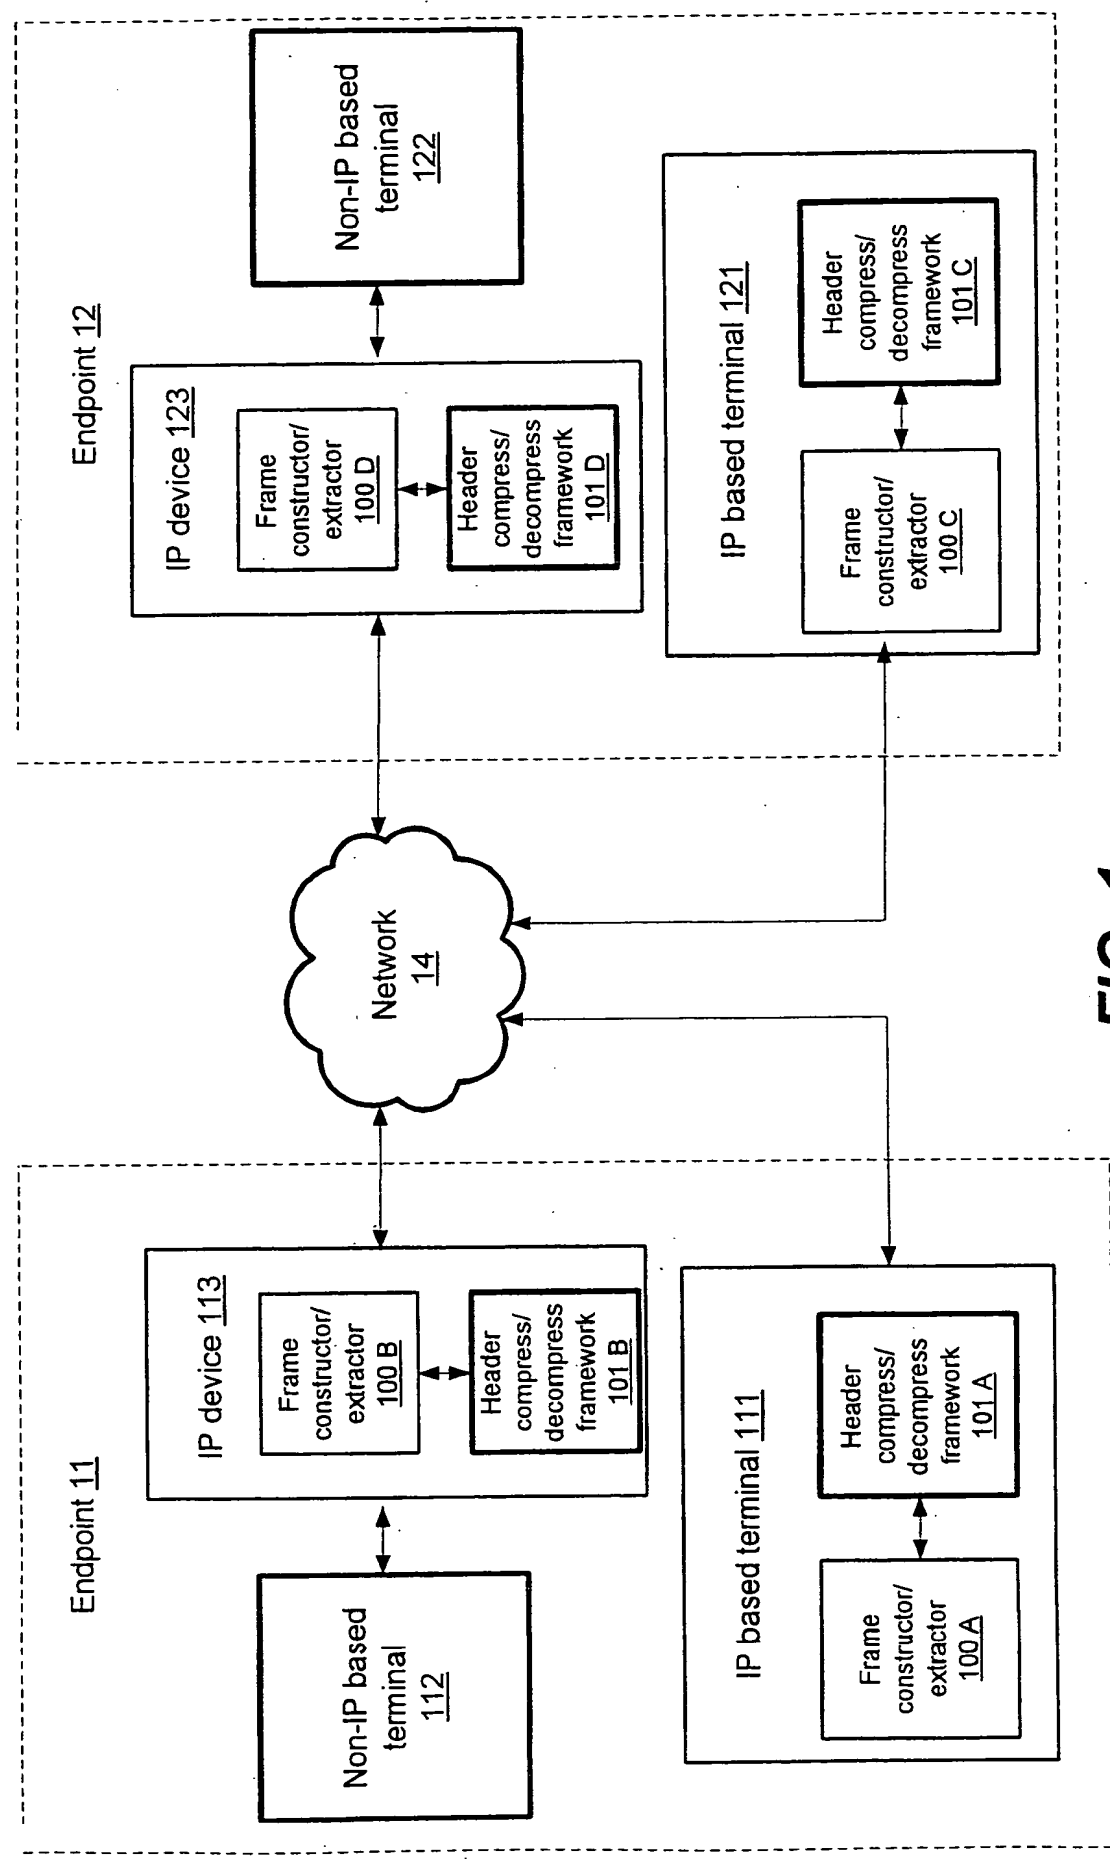 Endpoint 11
Non-IP based
terminal
112
IP device 113
Frame
constructor/
extractor
100 B
Header
compress/
decompress
framework
101 B
IP based terminal 111
Frame
constructor/
extractor
100 A
Header
compress/
decompress
framework
101 A
Network
14
Endpoint 12
IP device 123
Frame
constructor/
extractor
100 D
Header
compress/
decompress
framework
101 D
Non-IP based
terminal
122
IP based terminal 121
Frame
constructor/
extractor
100 C
Header
compress/
decompress
framework
101 C
FIG. 1